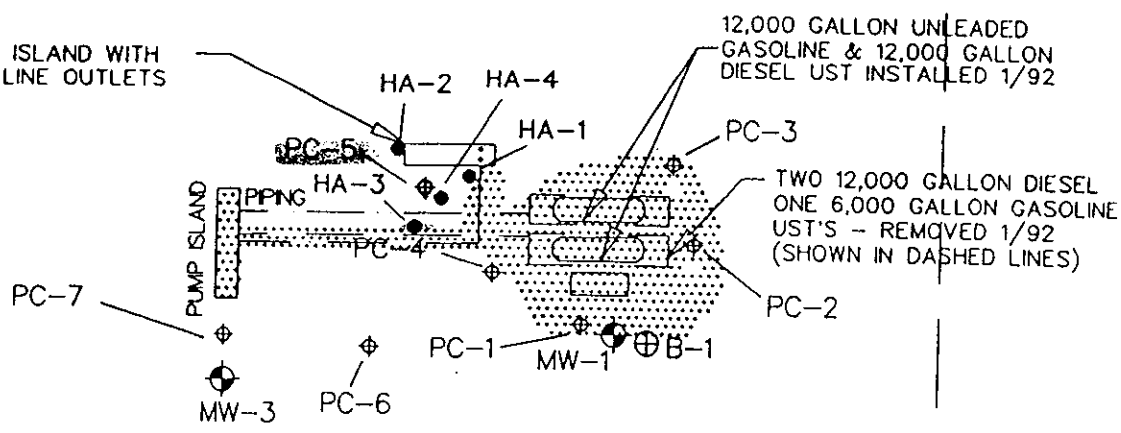 ISLAND WITH
LINE OUTLETS
12,000 GALLON UNLEADED
GASOLINE & 12,000 GALLON
DIESEL UST INSTALLED 1/92
HA-2
HA-4
HA-1
PC-3
PC-5
HA-3
TWO 12,000 GALLON DIESEL
ONE 6,000 GALLON GASOLINE
UST'S - REMOVED 1/92
(SHOWN IN DASHED LINES)
PIPING
PUMP ISLAND
PC-4
PC-7
PC-2
PC-1
MW-1
B-1
MW-3
PC-6